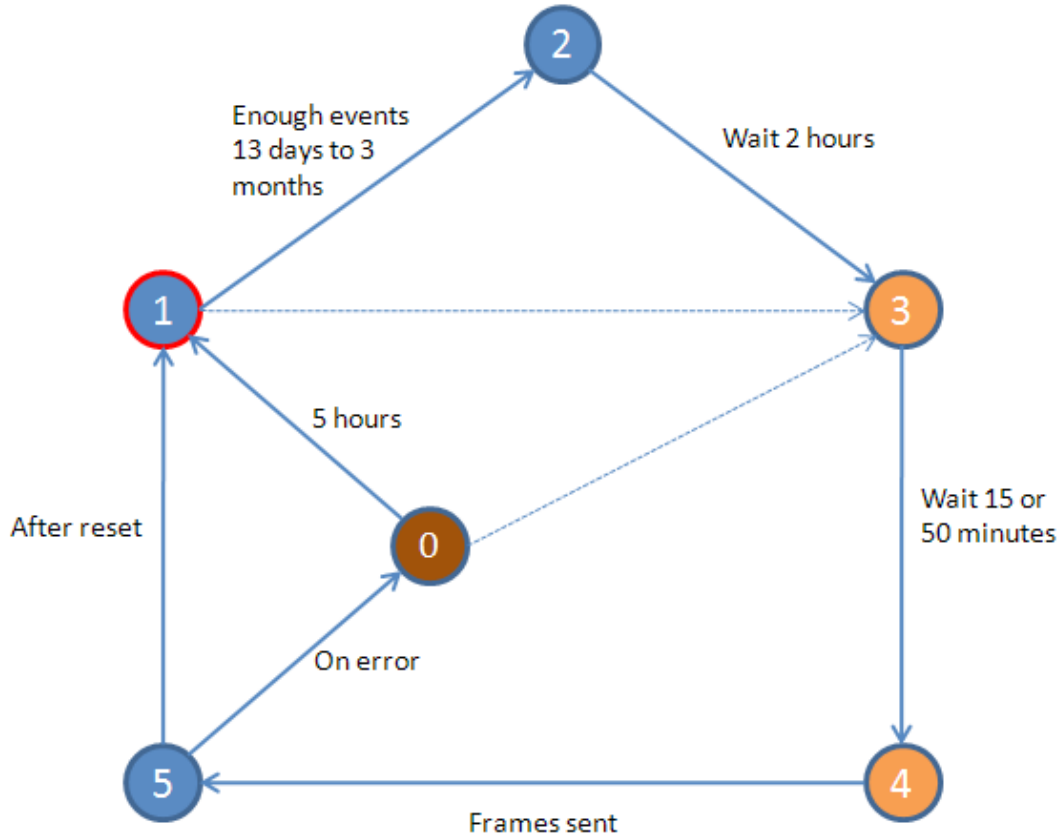 2
Enough events
13 days to 3
months
Wait 2 hours
1
3
5 hours
After reset
0
Wait 15 or
50 minutes
On error
5
4
Frames sent